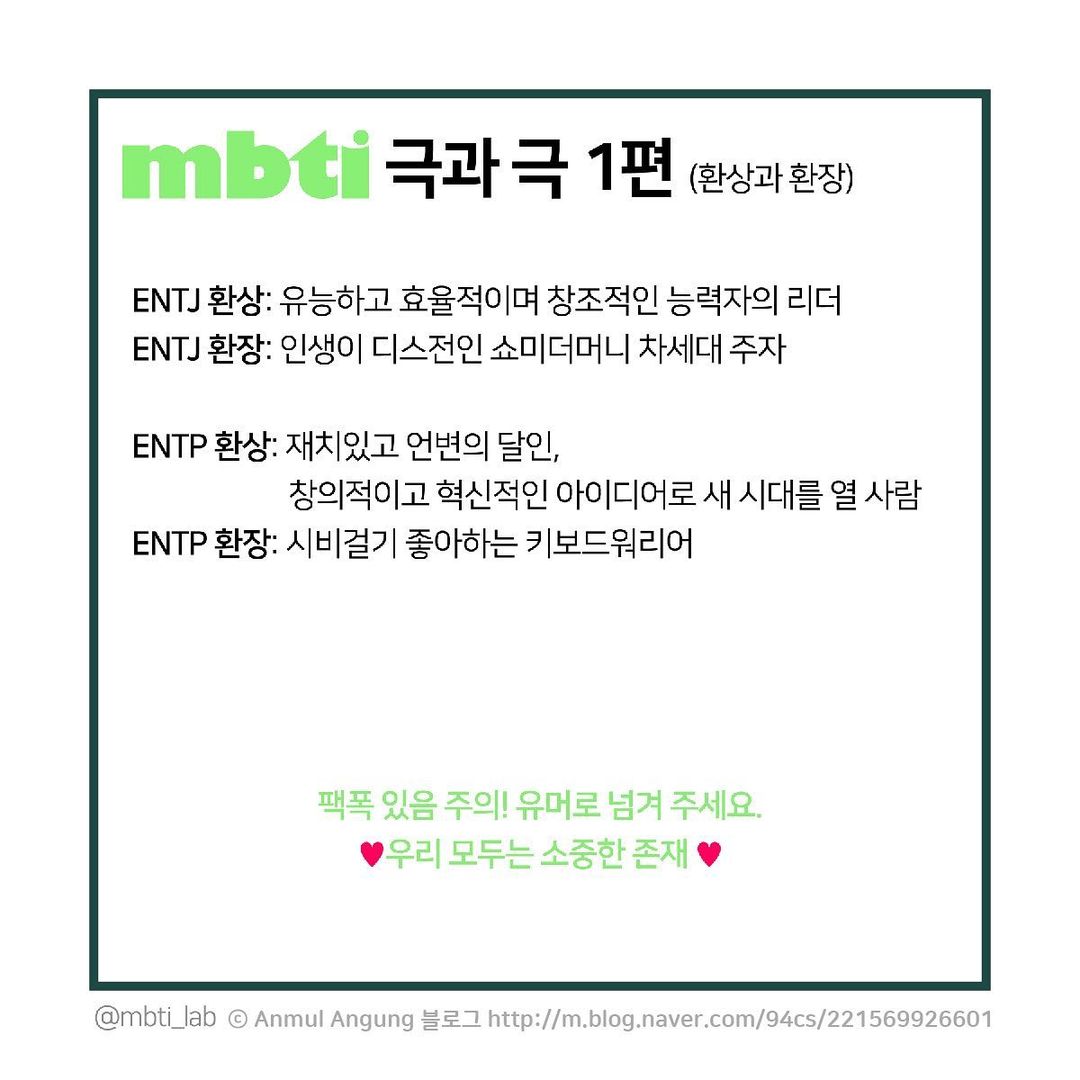 mbti 극과 극 1편 (환상과 환장)
ENTJ 환상: 유능하고 효율적이며 창조적인 능력자의 리더
ENTJ 환장: 인생이 디스전인 쇼미더머니 차세대 주자
ENTP 환상: 재치있고 언변의 달인,
창의적이고 혁신적인 아이디어로 새 시대를 열 사람
ENTP 환장: 시비걸기 좋아하는 키보드워리어
팩폭 있음 주의! 유머로 넘겨 주세요.
♥우리 모두는 소중한 존재 ♥
@mbti_lab © Anmul Angung 블로그 http://m.blog.naver.com/94cs/221569926601